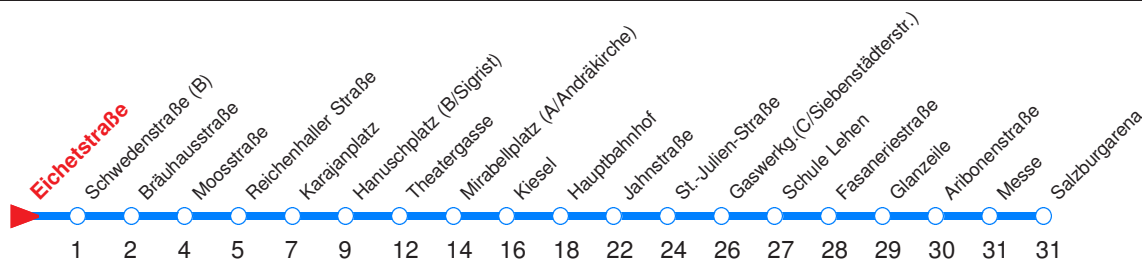 Eichetstraße
Schwedenstraße (B)
Bräuhausstraße
Moosstraße
Reichenhaller Straße
Karajanplatz
Hanuschplatz (B/Sigrist)
Theatergasse
Mirabellplatz (A/Andräkirche)
Kiesel
Hauptbahnhof
Jahnstraße
St.-Julien-Straße
Gaswerkg.(C/Siebenstädterstr.)
Schule Lehen
Fasaneriestraße
Glanzeile
Aribonenstraße
Messe
Salzburgarena
1 2 4 5 7 9 12 14 16 18 22 24 26 27 28 29 30 31 31